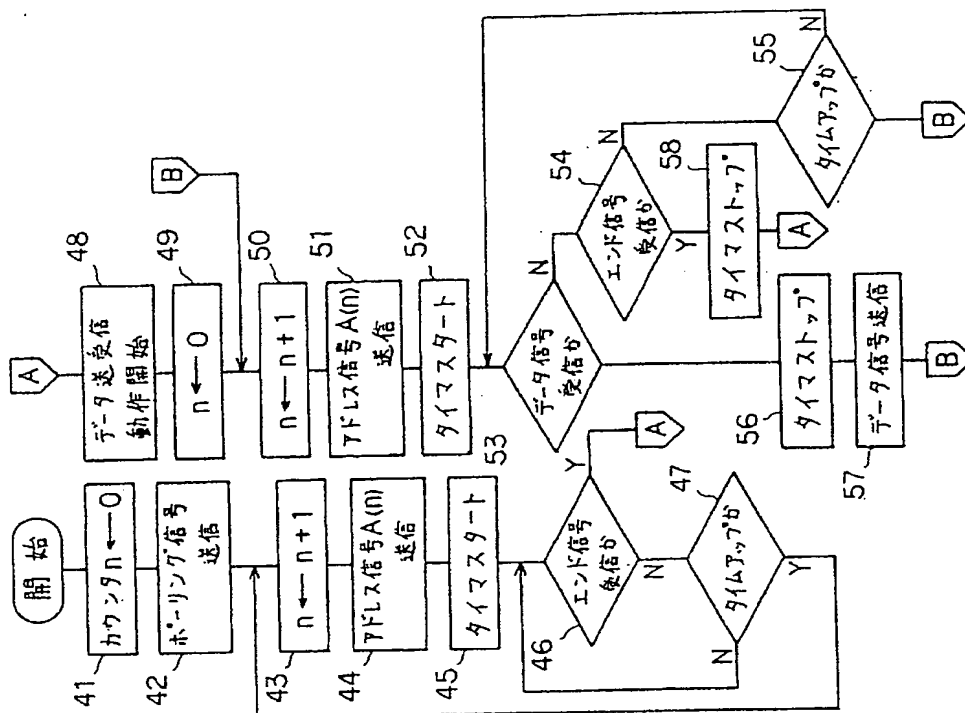 開始
41
カウンタn←0
42
ポーリング信号
送信
43
n←n+1
44
アドレス信号A(n)
送信
45
タイマスタート
46
エンド信号
受信か
Y
A
N
47
タイムアップか
N
Y
A
48
データ送受信
動作開始
49
n←0
B
50
n←n+1
51
アドレス信号A(n)
送信
52
タイマスタート
53
データ信号
受信か
N
54
エンド信号
受信か
N
Y
55
タイムアップか
N
B
58
タイマストップ
A
56
タイマストップ
57
データ信号送信
B